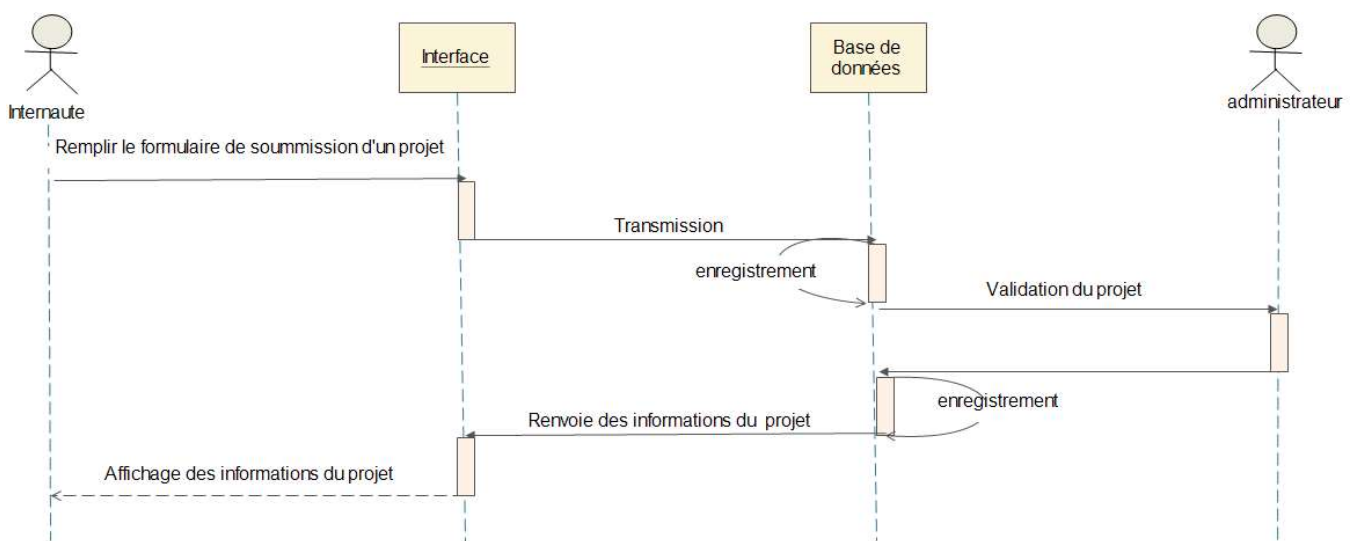 Internaute
Interface
Base de
données
administrateur
Remplir le formulaire de soummission d'un projet
Transmission
enregistrement
Validation du projet
enregistrement
Renvoie des informations du projet
Affichage des informations du projet